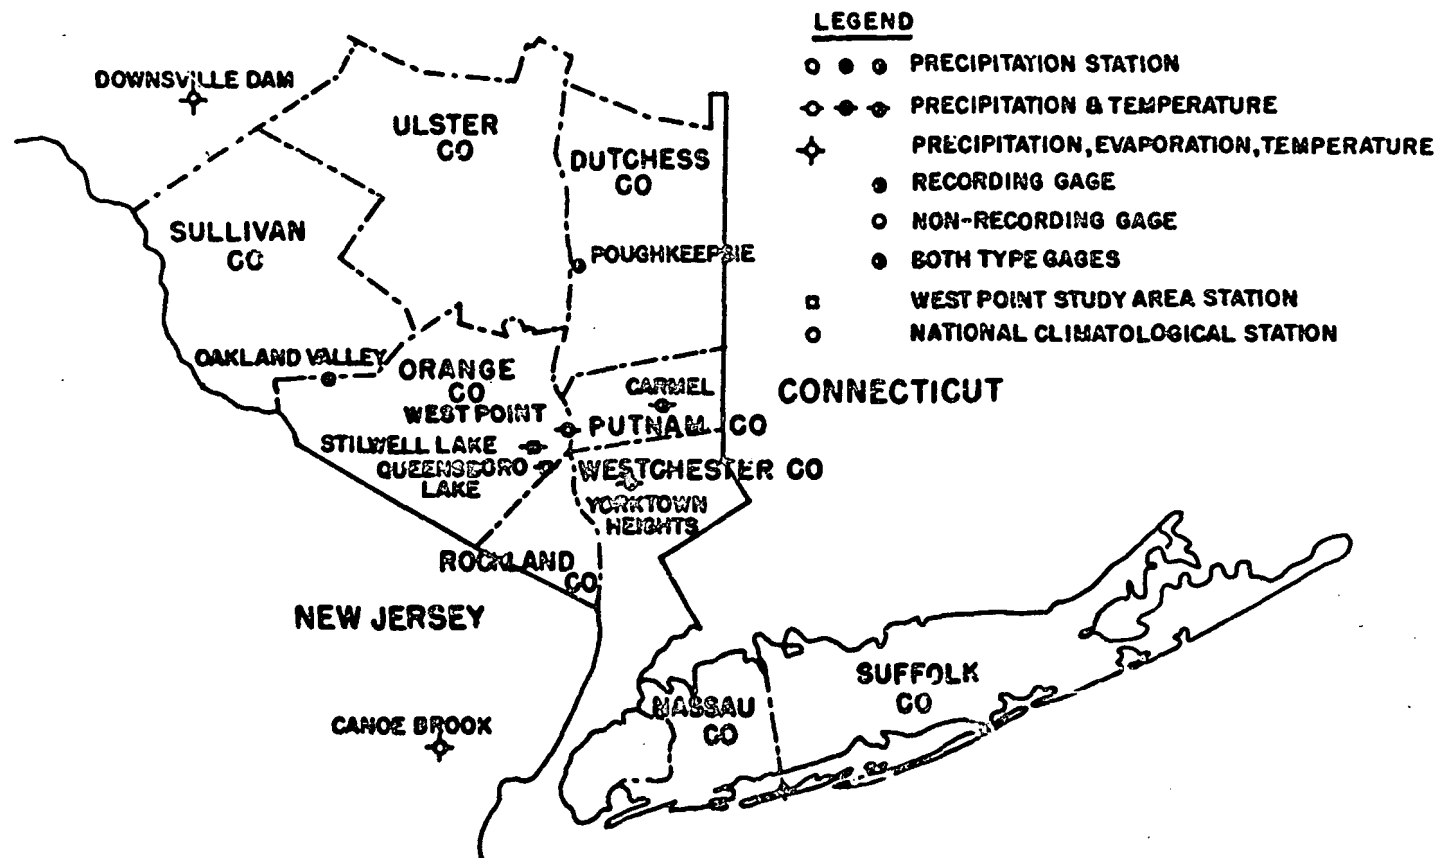 LEGEND
PRECIPITATION STATION
PRECIPITATION & TEMPERATURE
PRECIPITATION, EVAPORATION, TEMPERATURE
RECORDING GAGE
NON-RECORDING GAGE
BOTH TYPE GAGES
WEST POINT STUDY AREA STATION
NATIONAL CLIMATOLOGICAL STATION
DOWNSVILLE DAM
ULSTER
CO
DUTCHESS
CO
SULLIVAN
CO
POUGHKEEPSIE
OAKLAND VALLEY
ORANGE
CO
CARMEL
CONNECTICUT
WEST POINT
PUTNAM CO
STILWELL LAKE
QUEENSBORO
LAKE
WESTCHESTER CO
YORKTOWN
HEIGHTS
ROCKLAND
CO
NEW JERSEY
SUFFOLK
CO
NASSAU
CO
CANOE BROOK